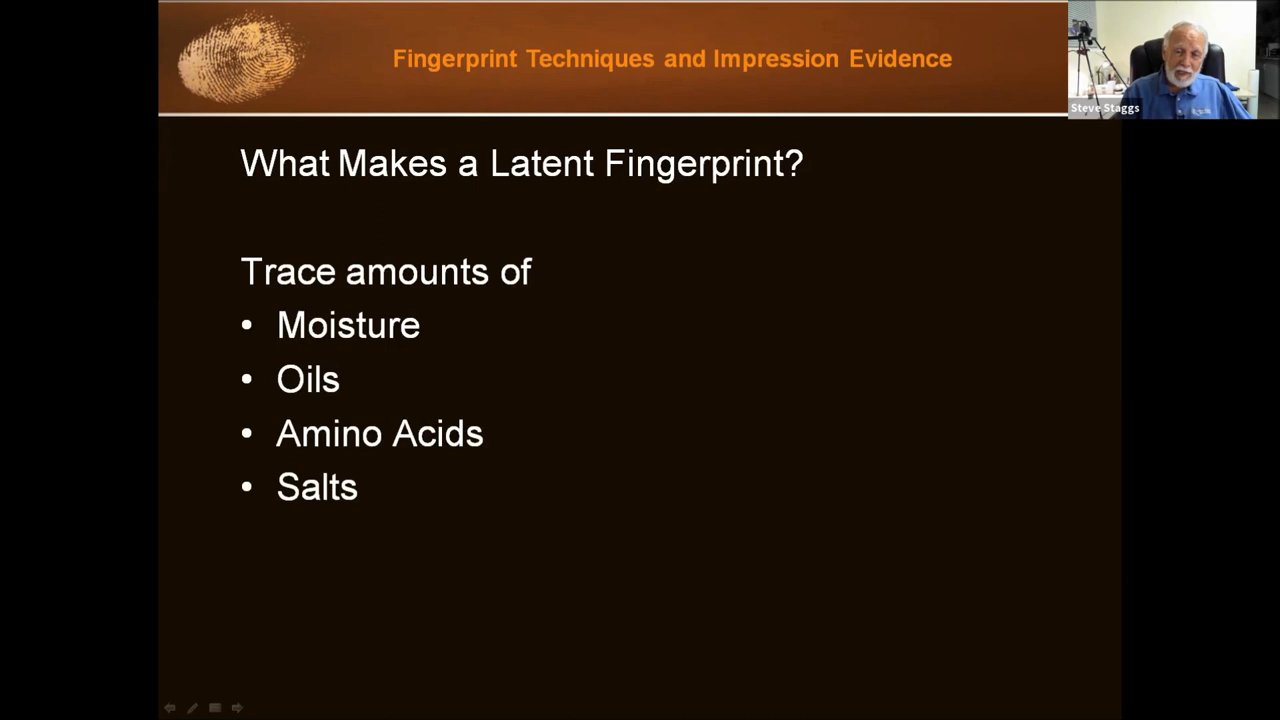 Fingerprint Techniques and Impression Evidence
Steve Staggs
What Makes a Latent Fingerprint?
Trace amounts of
• Moisture
• Oils
• Amino Acids
• Salts